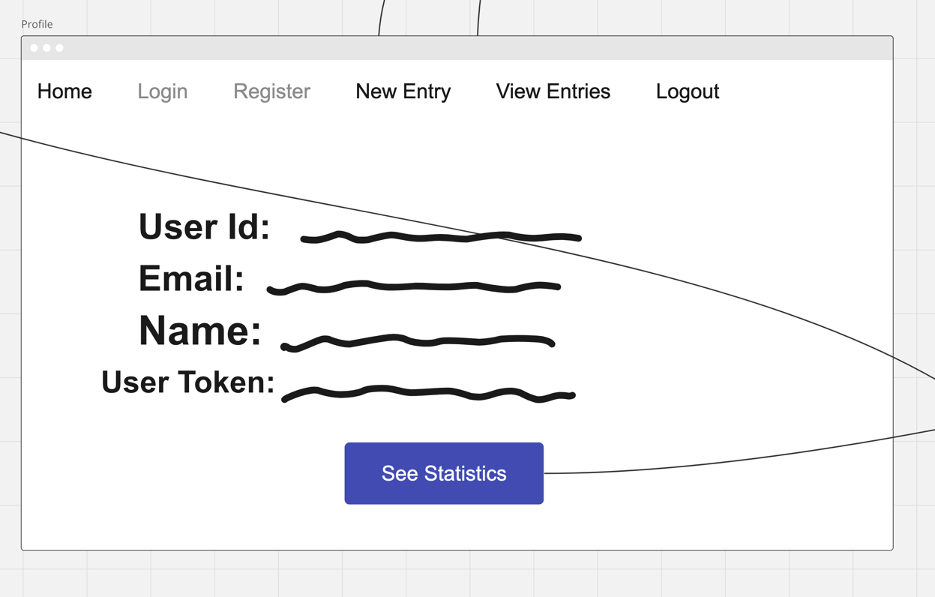 Profile
Home Login Register New Entry View Entries Logout
User Id:
Email:
Name:
User Token:
See Statistics